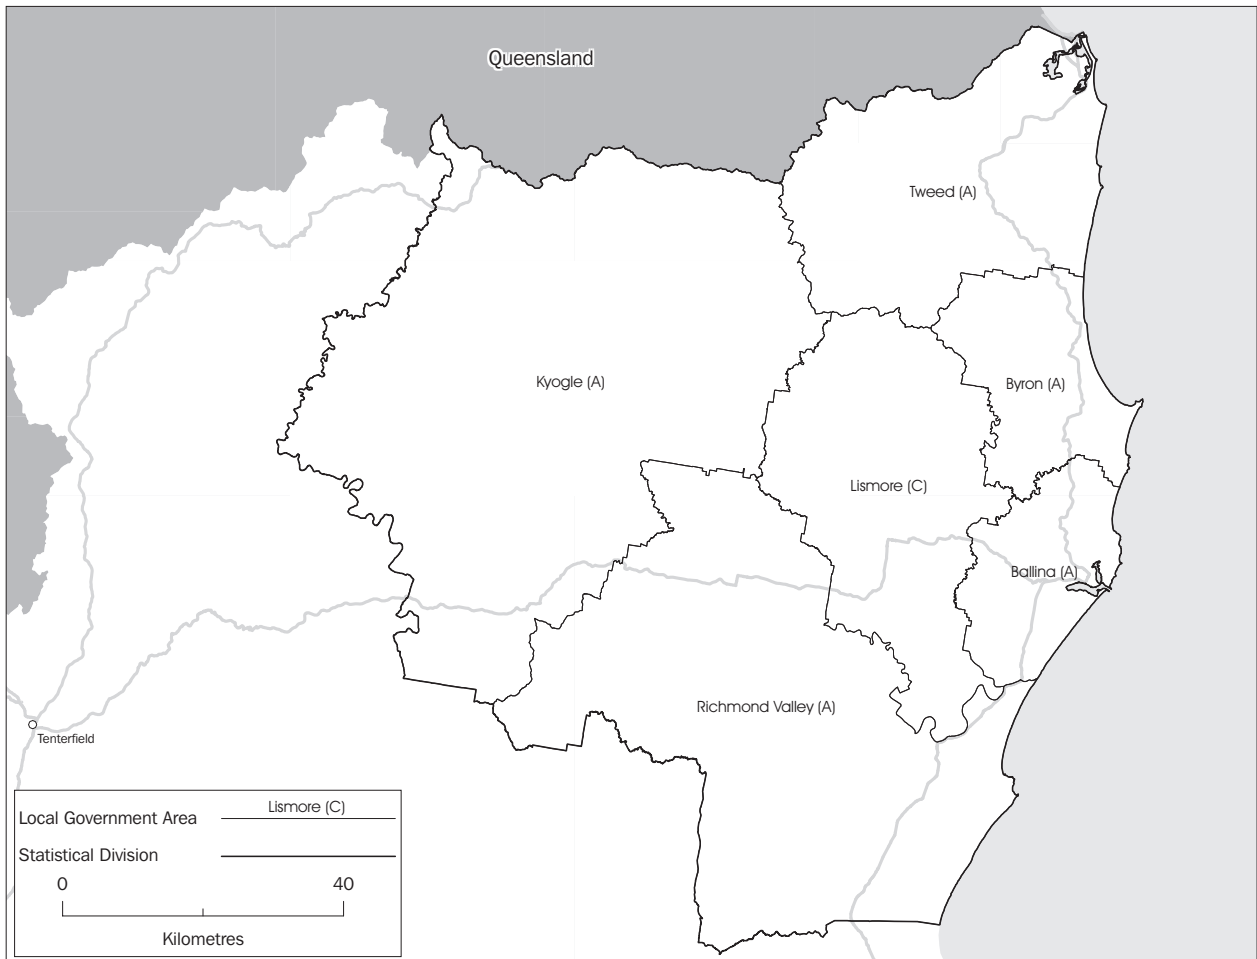 Queensland
Tweed (A)
Kyogle (A)
Byron (A)
Lismore (C)
Ballina (A)
Richmond Valley (A)
Tenterfield
Lismore (C)
Local Government Area
Statistical Division
0 40
Kilometres